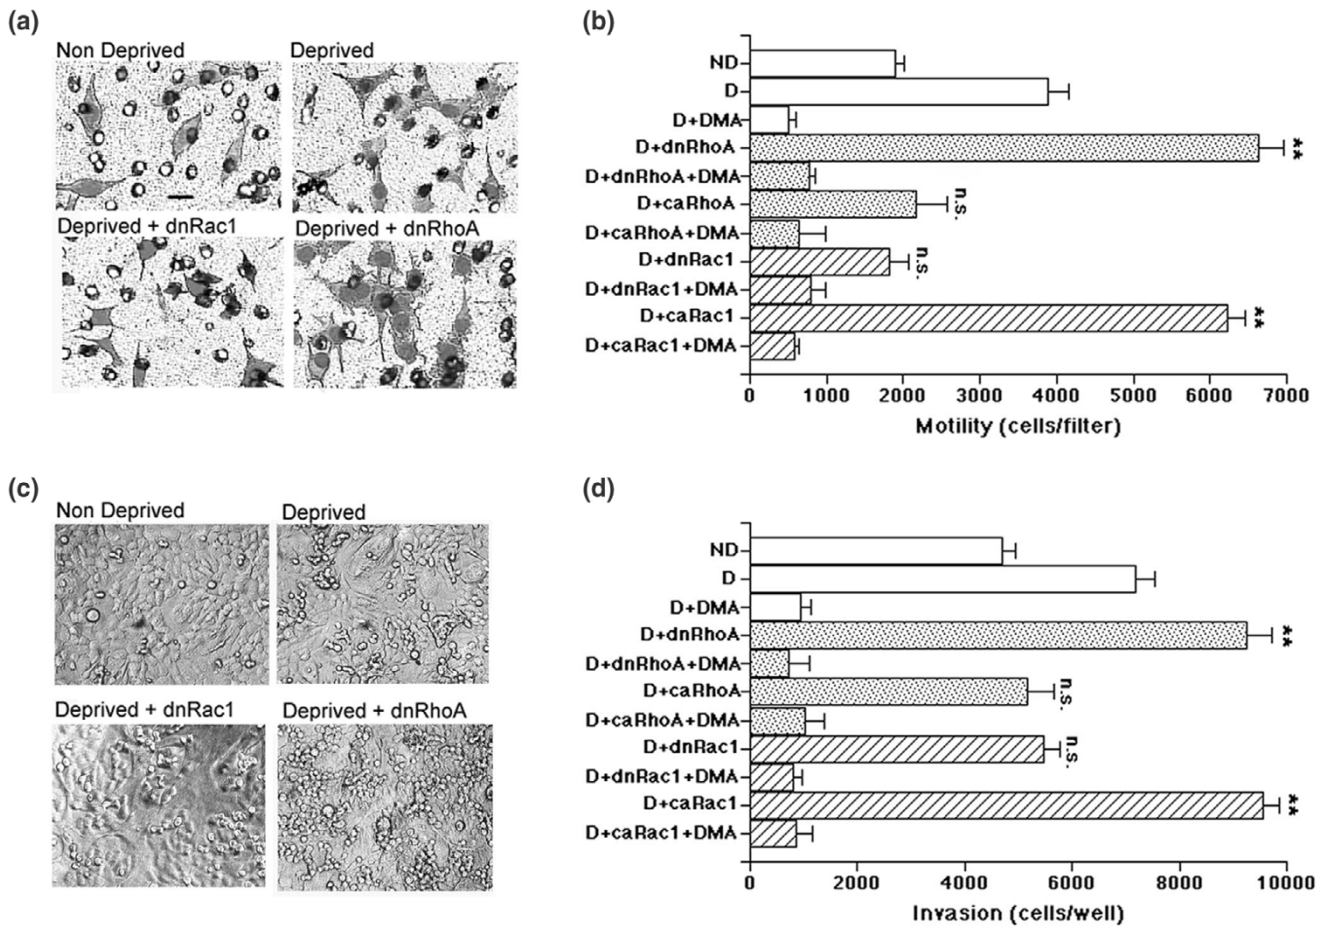 (a)
Non Deprived
Deprived
Deprived + dnRac1
Deprived + dnRhoA
(b)
ND
D
D+DMA
D+dnRhoA
**
D+dnRhoA+DMA
D+caRhoA
n.s.
D+caRhoA+DMA
D+dnRac1
n.s.
D+dnRac1+DMA
D+caRac1
**
D+caRac1+DMA
0 1000 2000 3000 4000 5000 6000 7000
Motility (cells/filter)
(c)
Non Deprived
Deprived
Deprived + dnRac1
Deprived + dnRhoA
(d)
ND
D
D+DMA
D+dnRhoA
**
D+dnRhoA+DMA
D+caRhoA
n.s.
D+caRhoA+DMA
D+dnRac1
n.s.
D+dnRac1+DMA
D+caRac1
**
D+caRac1+DMA
0 2000 4000 6000 8000 10000
Invasion (cells/well)